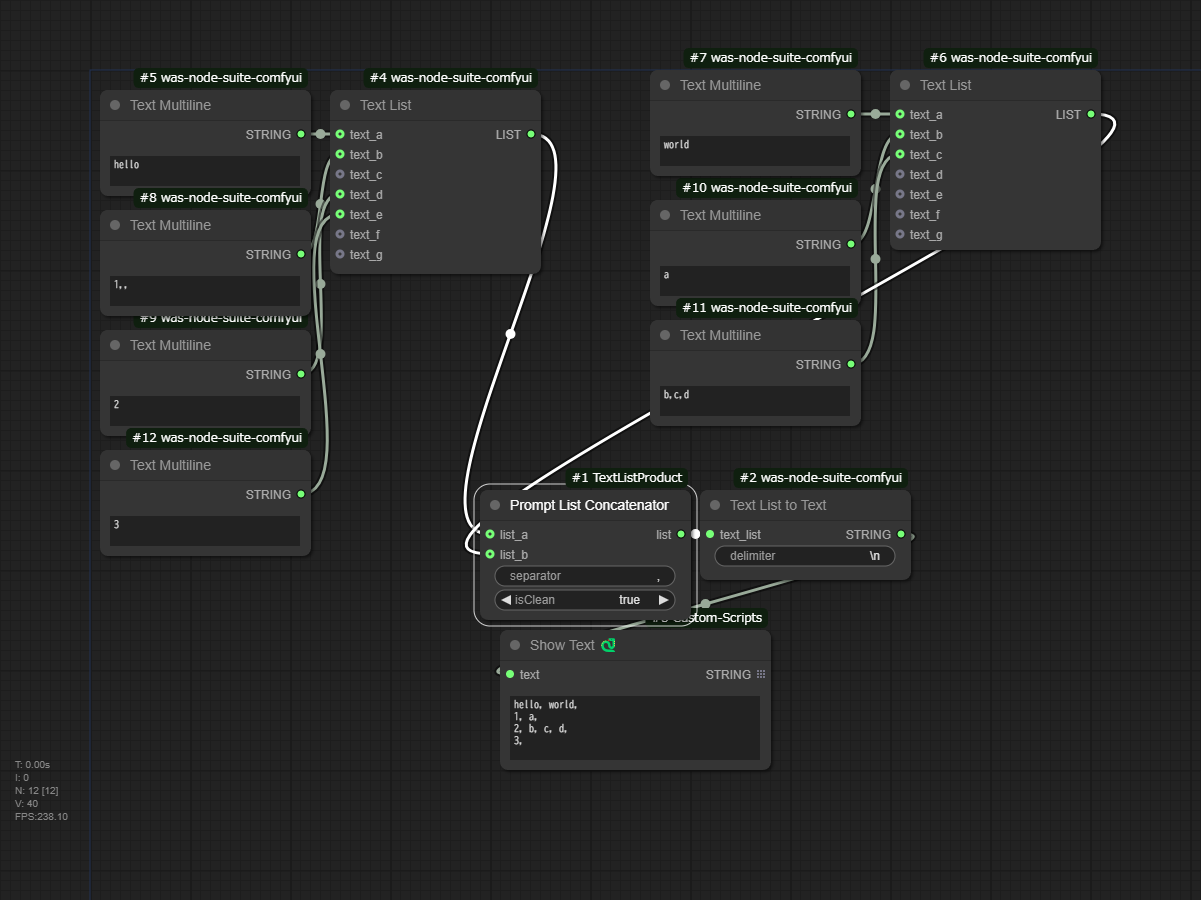 #5 was-node-suite-comfyui
Text Multiline
STRING
hello
#8 was-node-suite-comfyui
Text Multiline
STRING
1,,
#9 was-node-suite-comfyui
Text Multiline
STRING
2
#12 was-node-suite-comfyui
Text Multiline
STRING
3
#4 was-node-suite-comfyui
Text List
text_a LIST
text_b
text_c
text_d
text_e
text_f
text_g
#7 was-node-suite-comfyui
Text Multiline
STRING
world
#10 was-node-suite-comfyui
Text Multiline
STRING
a
#11 was-node-suite-comfyui
Text Multiline
STRING
b,c,d
#6 was-node-suite-comfyui
Text List
text_a LIST
text_b
text_c
text_d
text_e
text_f
text_g
#1 TextListProduct
Prompt List Concatenator
list_a list
list_b
separator ,
isClean true
#2 was-node-suite-comfyui
Text List to Text
text_list STRING
delimiter \n
Custom-Scripts
Show Text
text STRING
hello, world,
1, a,
2, b, c, d,
3,
T: 0.00s
I: 0
N: 12 [12]
V: 40
FPS:238.10